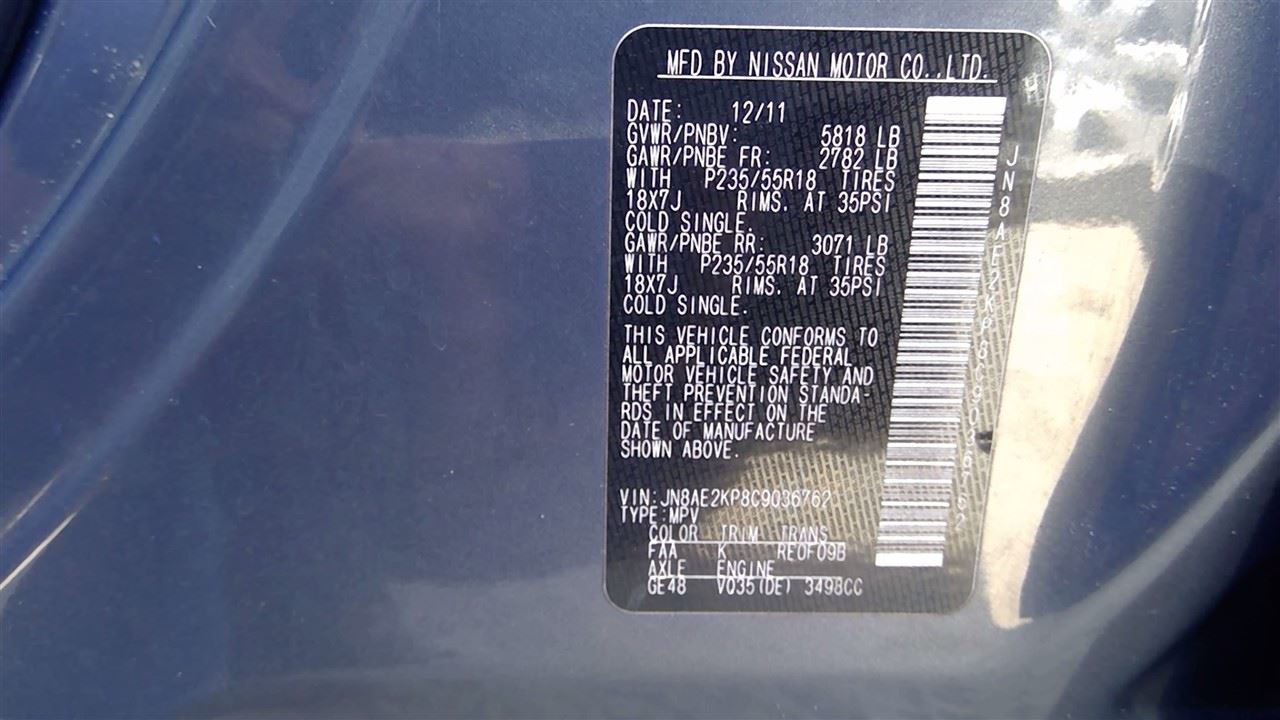 MFD BY NISSAN MOTOR CO.,LTD.
DATE: 12/11
GVWR/PNBV: 5818 LB
GAWR/PNBE FR: 2782 LB
WITH P235/55R18 TIRES
18X7J RIMS. AT 35PSI
COLD SINGLE.
GAWR/PNBE RR: 3071 LB
WITH P235/55R18 TIRES
18X7J RIMS. AT 35PSI
COLD SINGLE.
THIS VEHICLE CONFORMS TO
ALL APPLICABLE FEDERAL
MOTOR VEHICLE SAFETY AND
THEFT PREVENTION STANDA-
RDS IN EFFECT ON THE
DATE OF MANUFACTURE
SHOWN ABOVE.
VIN:JN8AE2KP8C9036762
TYPE:MPV
COLOR TRIM TRANS
FAA K RE0F09B
AXLE ENGINE
GE48 VQ35(DE) 3498CC
JN8AE2KP8C9036762